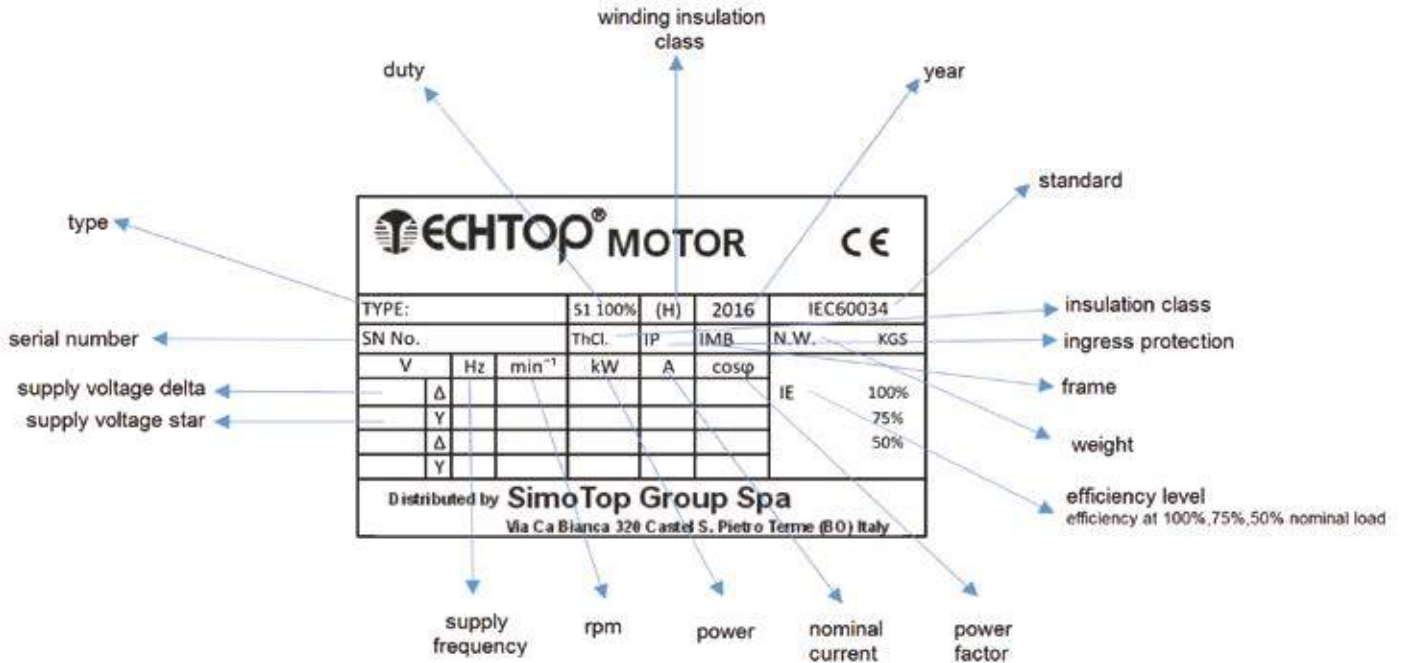 winding insulation
class
duty
year
standard
type
TECHTOP® MOTOR CE
TYPE: S1 100% (H) 2016 IEC60034
insulation class
serial number
SN No. ThCl. IP IMB N.W. KGS
ingress protection
V Hz min⁻¹ kW A cosφ
frame
supply voltage delta
Δ IE 100%
supply voltage star
Y 75%
Δ 50%
weight
Y
Distributed by SimoTop Group Spa
Via Ca Bianca 320 Castel S. Pietro Terme (BO) Italy
efficiency level
efficiency at 100%,75%,50% nominal load
supply
frequency
rpm
power
nominal
current
power
factor